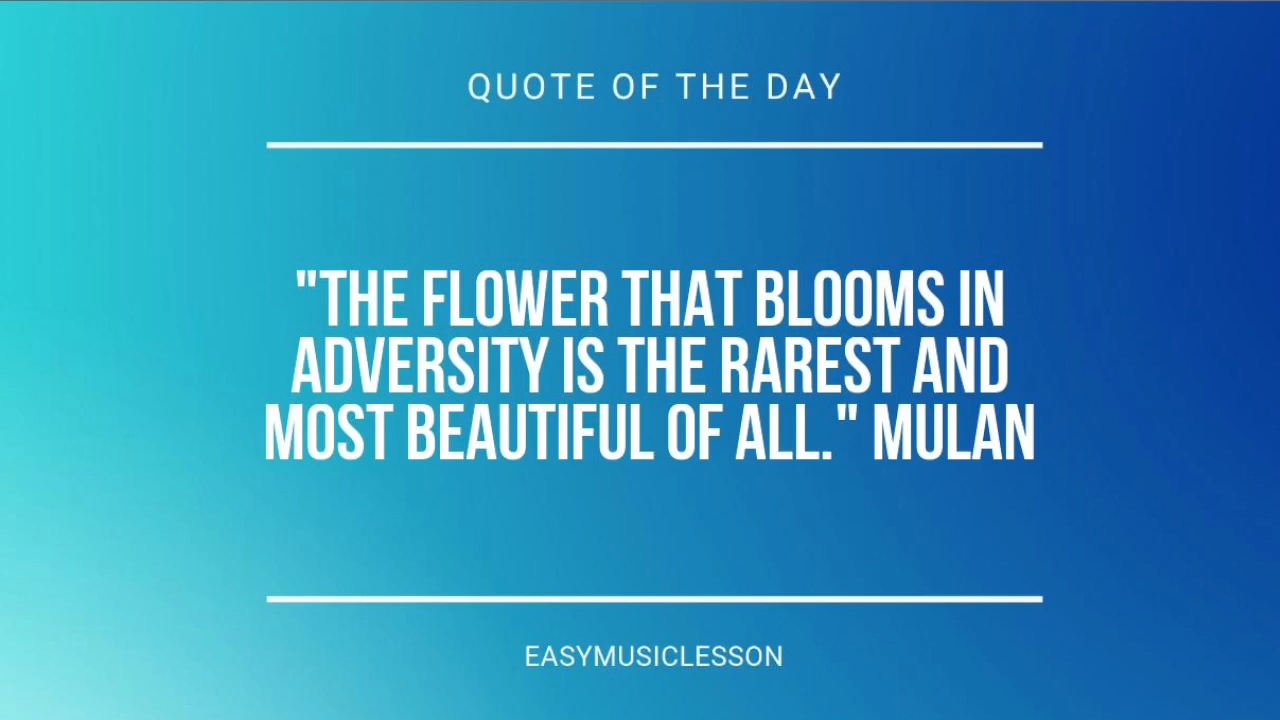 QUOTE OF THE DAY
"THE FLOWER THAT BLOOMS IN
ADVERSITY IS THE RAREST AND
MOST BEAUTIFUL OF ALL." MULAN
EASYMUSICLESSON